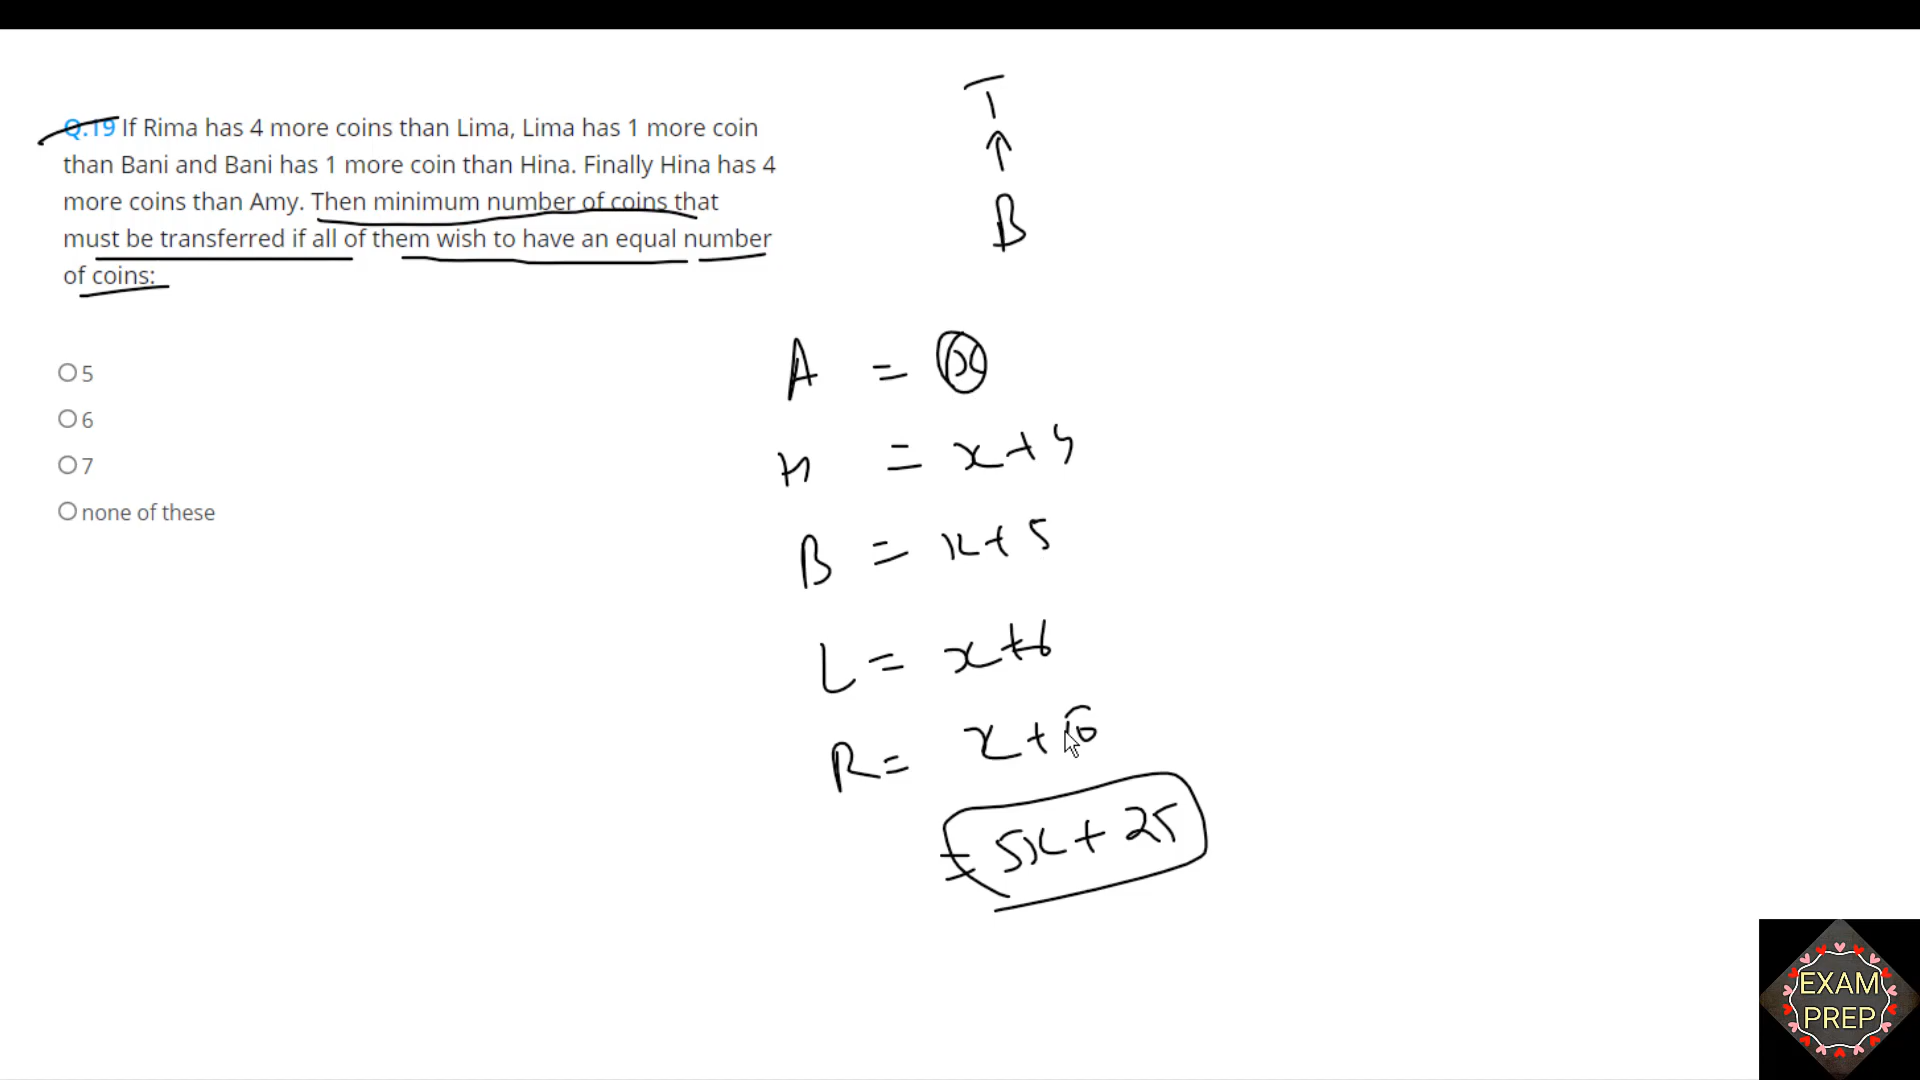 Q.19 If Rima has 4 more coins than Lima, Lima has 1 more coin
than Bani and Bani has 1 more coin than Hina. Finally Hina has 4
more coins than Amy. Then minimum number of coins that
must be transferred if all of them wish to have an equal number
of coins:
5
6
7
none of these
T
↑
B
A = x
H = x+4
B = x+5
L = x+6
R = x+10
= 5x+25
EXAM
PREP